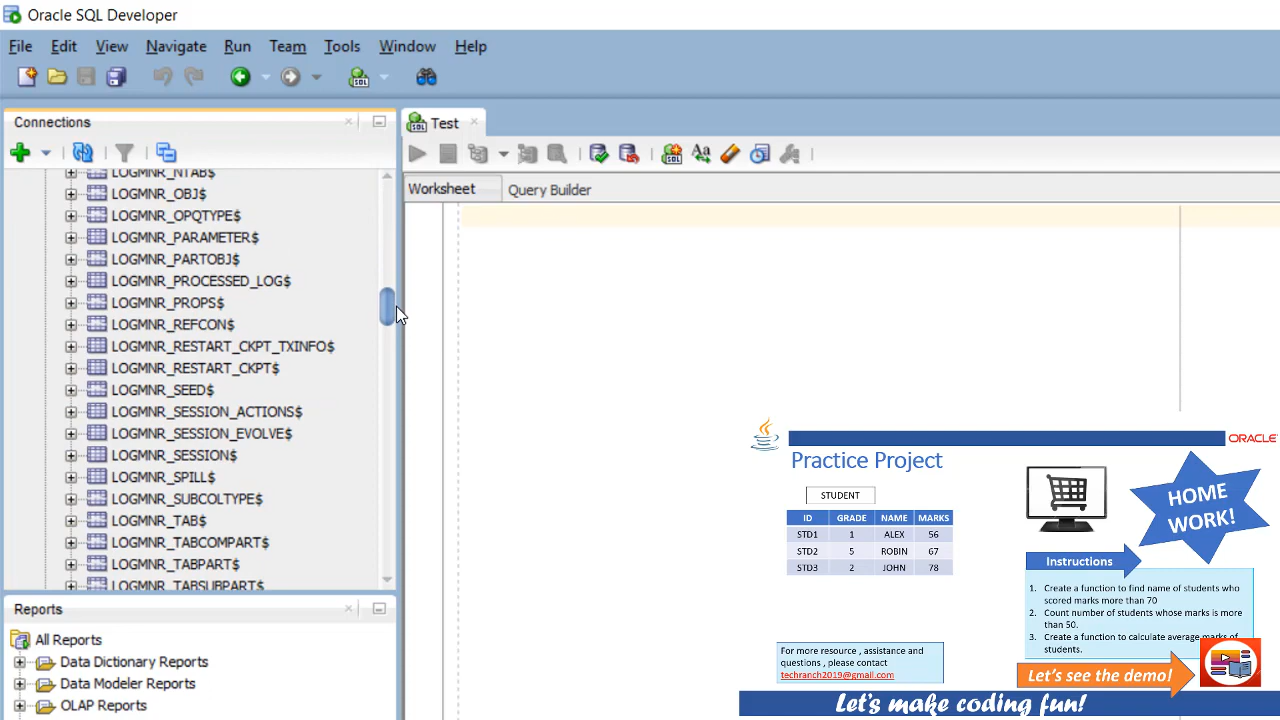 Oracle SQL Developer
File Edit View Navigate Run Team Tools Window Help
Connections
LOGMNR_NTAB$
LOGMNR_OBJ$
LOGMNR_OPQTYPE$
LOGMNR_PARAMETER$
LOGMNR_PARTOBJ$
LOGMNR_PROCESSED_LOG$
LOGMNR_PROPS$
LOGMNR_REFCON$
LOGMNR_RESTART_CKPT_TXINFO$
LOGMNR_RESTART_CKPT$
LOGMNR_SEED$
LOGMNR_SESSION_ACTIONS$
LOGMNR_SESSION_EVOLVE$
LOGMNR_SESSION$
LOGMNR_SPILL$
LOGMNR_SUBCOLTYPE$
LOGMNR_TAB$
LOGMNR_TABCOMPART$
LOGMNR_TABPART$
LOGMNR_TABSUBPART$
Reports
All Reports
Data Dictionary Reports
Data Modeler Reports
OLAP Reports
Test
SQL
Worksheet Query Builder
ORACLE
Practice Project
STUDENT
ID GRADE NAME MARKS
STD1 1 ALEX 56
STD2 5 ROBIN 67
STD3 2 JOHN 78
HOME
WORK!
Instructions
1. Create a function to find name of students who
scored marks more than 70
2. Count number of students whose marks is more
than 50.
3. Create a function to calculate average marks of
students.
For more resource , assistance and
questions , please contact
techranch2019@gmail.com
Let's see the demo!
Let's make coding fun!